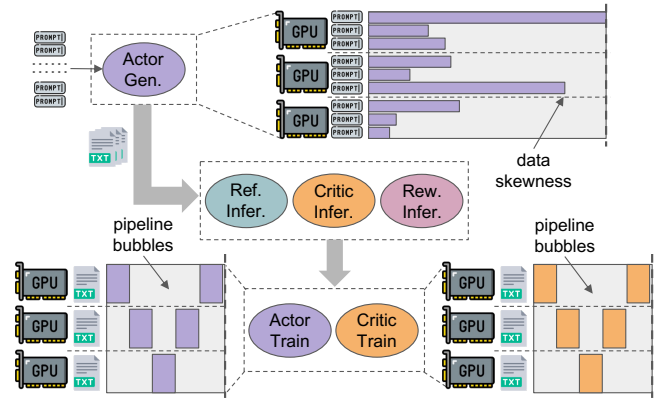 PROMPT
PROMPT
......
PROMPT
PROMPT
Actor
Gen.
GPU
PROMPT
PROMPT
PROMPT
GPU
PROMPT
PROMPT
PROMPT
GPU
PROMPT
PROMPT
PROMPT
data
skewness
TXT
Ref.
Infer.
Critic
Infer.
Rew.
Infer.
pipeline
bubbles
GPU
TXT
GPU
TXT
GPU
TXT
Actor
Train
Critic
Train
pipeline
bubbles
GPU
TXT
GPU
TXT
GPU
TXT